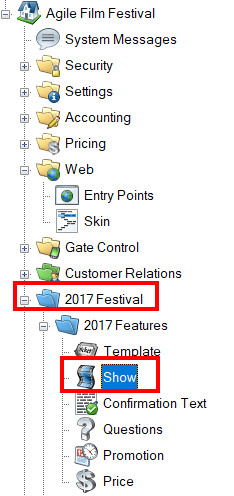 Agile Film Festival
System Messages
Security
Settings
Accounting
Pricing
Web
Entry Points
Skin
Gate Control
Customer Relations
2017 Festival
2017 Features
Template
Show
Confirmation Text
Questions
Promotion
Price